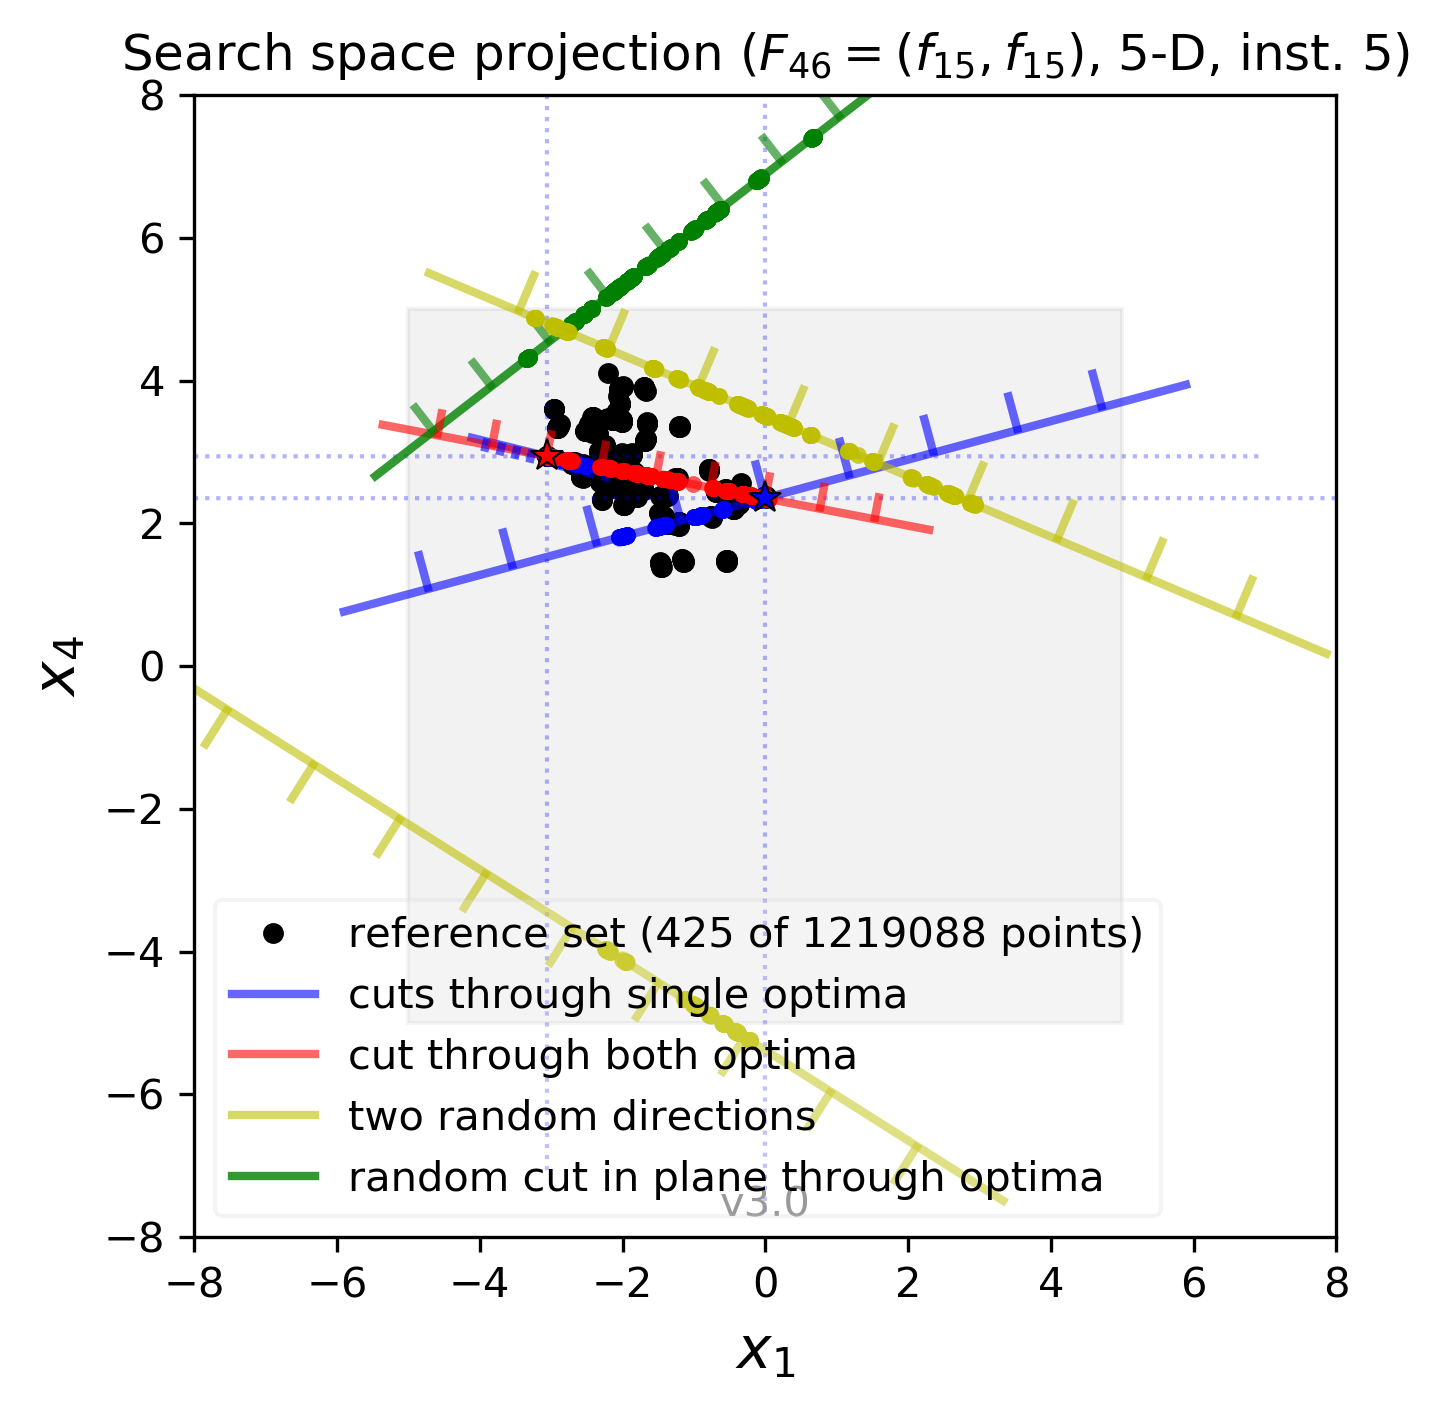 Search space projection (F₄₆ = (f₁₅, f₁₅), 5-D, inst. 5)
8
6
4
2
0
−2
−4
−6
−8
x₄
reference set (425 of 1219088 points)
cuts through single optima
cut through both optima
two random directions
random cut in plane through optima
v3.0
−8 −6 −4 −2 0 2 4 6 8
x₁